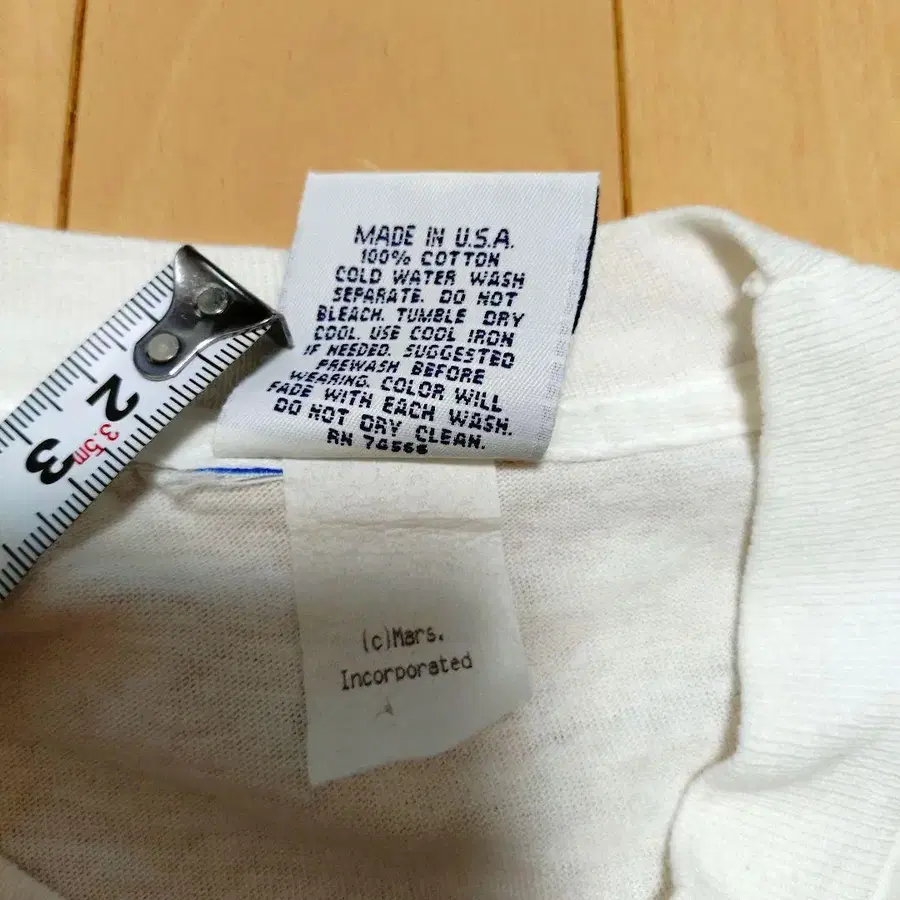 MADE IN U.S.A.
100% COTTON
COLD WATER WASH
SEPARATE. DO NOT
BLEACH. TUMBLE DRY
COOL. USE COOL IRON
IF NEEDED. SUGGESTED
PREWASH BEFORE
WEARING. COLOR WILL
FADE WITH EACH WASH.
DO NOT DRY CLEAN.
RN 74566
2
3
3.5m
(c)Mars,
Incorporated